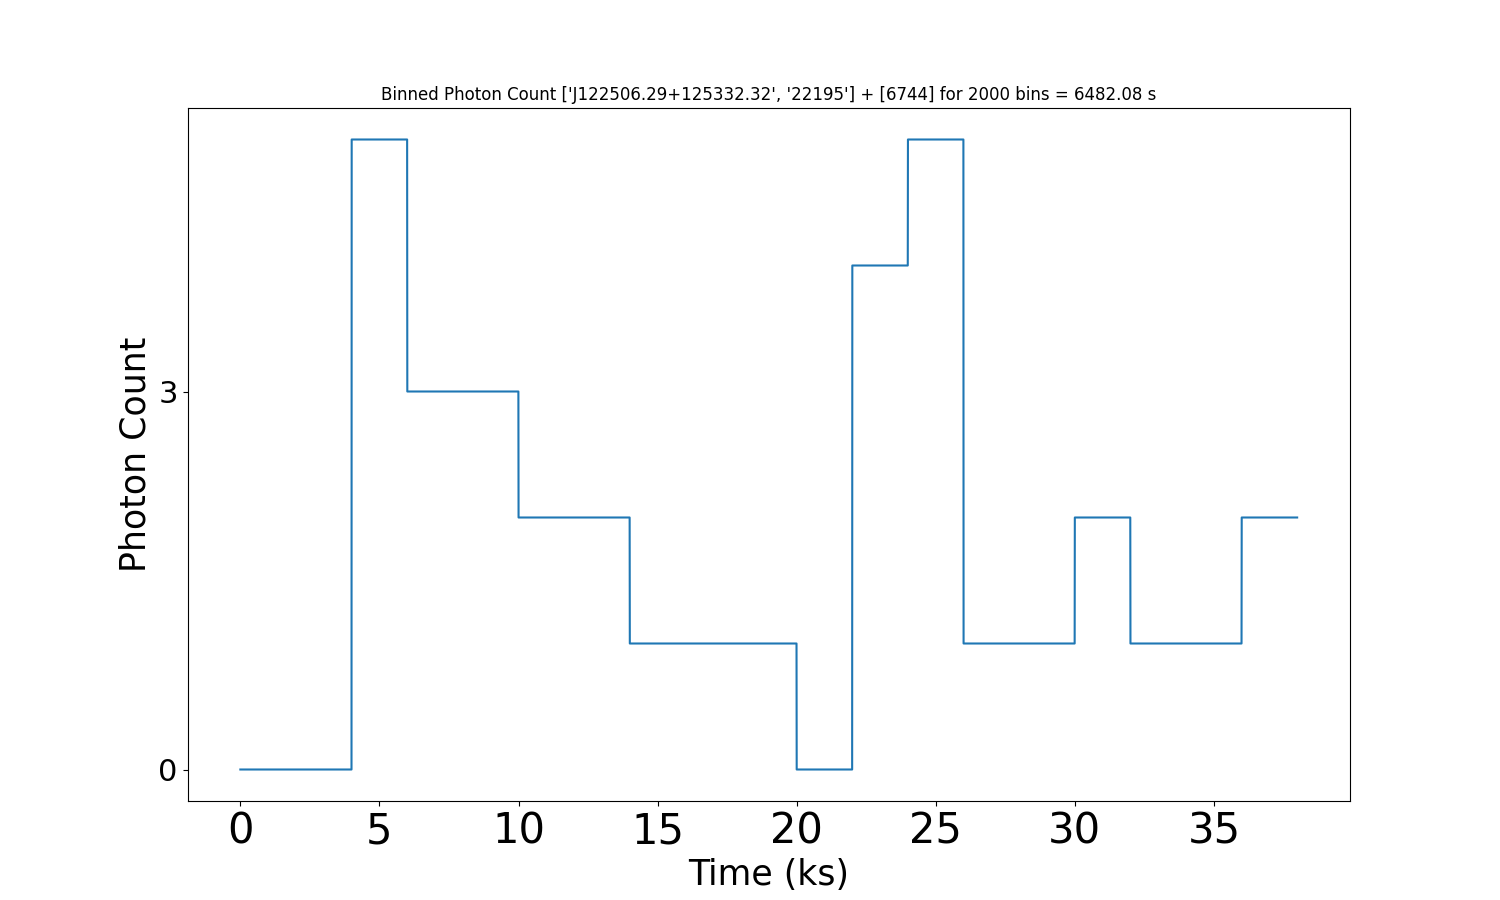 Binned Photon Count ['J122506.29+125332.32', '22195'] + [6744] for 2000 bins = 6482.08 s
Photon Count
3
0
0 5 10 15 20 25 30 35
Time (ks)